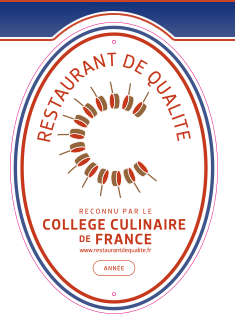 RESTAURANT DE QUALITE
RECONNU PAR LE
COLLEGE CULINAIRE
DE FRANCE
www.restaurantdequalite.fr
ANNÉE